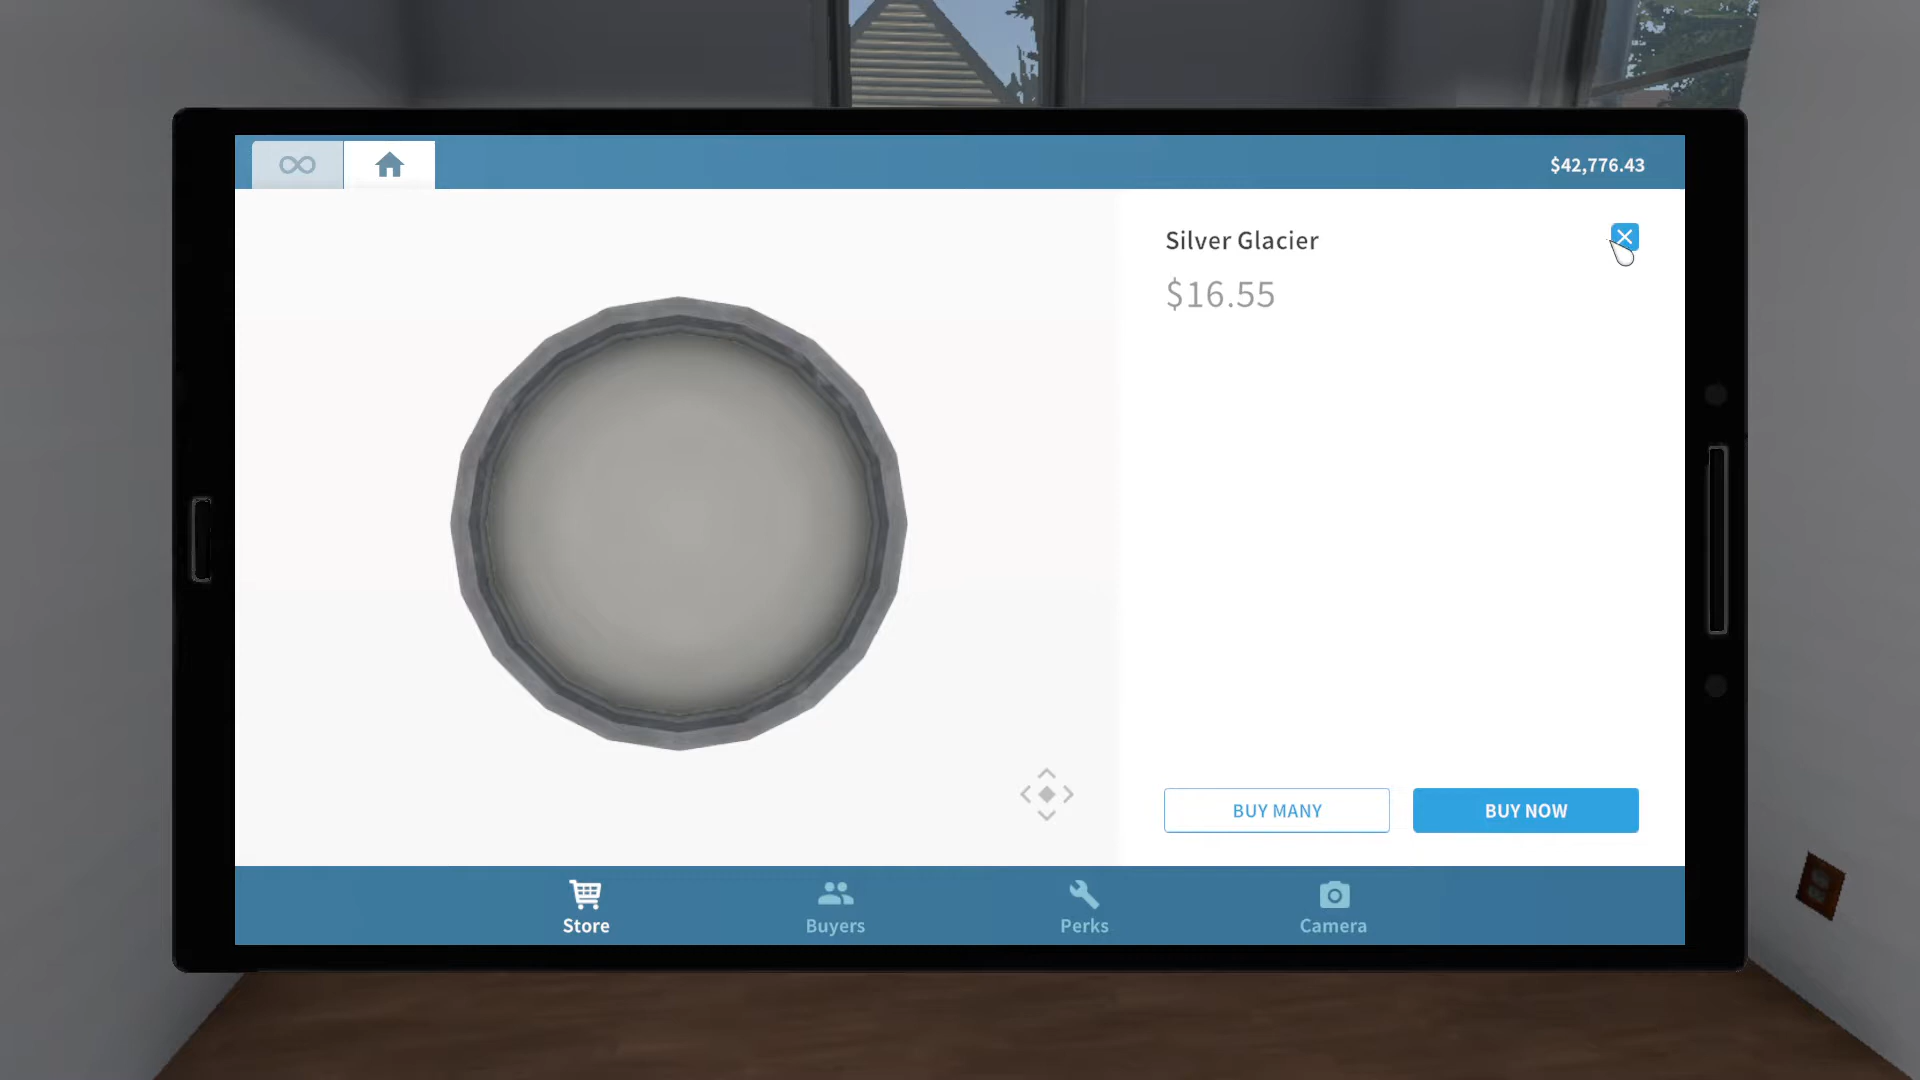 $42,776.43
Silver Glacier
$16.55
BUY MANY
BUY NOW
Store
Buyers
Perks
Camera